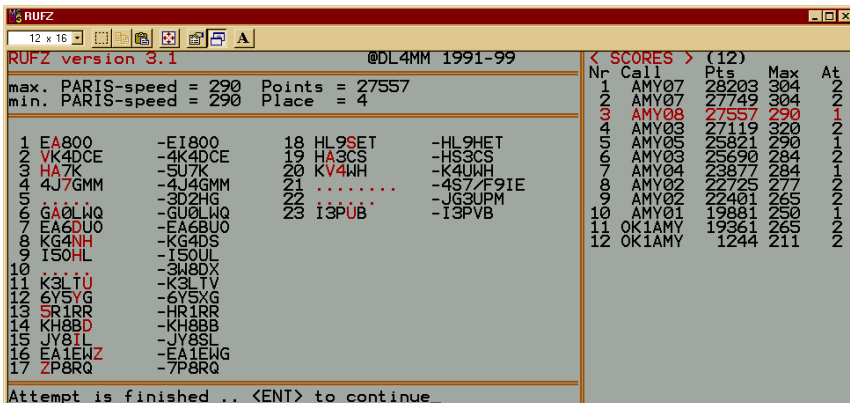 RUFZ
12 x 16
A
RUFZ version 3.1 @DL4MM 1991-99
max. PARIS-speed = 290 Points = 27557
min. PARIS-speed = 290 Place = 4
1 EA800 -EI800 18 HL9SET -HL9HET
2 VK4DCE -4K4DCE 19 HA3CS -HS3CS
3 HA7K -5U7K 20 KV4WH -K4UWH
4 4J7GMM -4J4GMM 21 ........ -4S7/F9IE
5 ..... -3D2HG 22 ...... -JG3UPM
6 GA0LWQ -GU0LWQ 23 I3PUB -I3PVB
7 EA6DUO -EA6BUO
8 KG4NH -KG4DS
9 I50HL -I50UL
10 ..... -3W8DX
11 K3LTU -K3LTV
12 6Y5YG -6Y5XG
13 5R1RR -HR1RR
14 KH8BD -KH8BB
15 JY8IL -JY8SL
16 EA1EWZ -EA1EWG
17 ZP8RQ -7P8RQ
Attempt is finished .. <ENT> to continue_
< SCORES > (12)
Nr Call Pts Max At
1 AMY07 28203 304 2
2 AMY07 27749 304 2
3 AMY08 27557 290 1
4 AMY03 27119 320 2
5 AMY05 25821 290 1
6 AMY03 25690 284 2
7 AMY04 23877 284 1
8 AMY02 22725 277 2
9 AMY02 22401 265 2
10 AMY01 19881 250 1
11 OK1AMY 19361 265 2
12 OK1AMY 1244 211 2